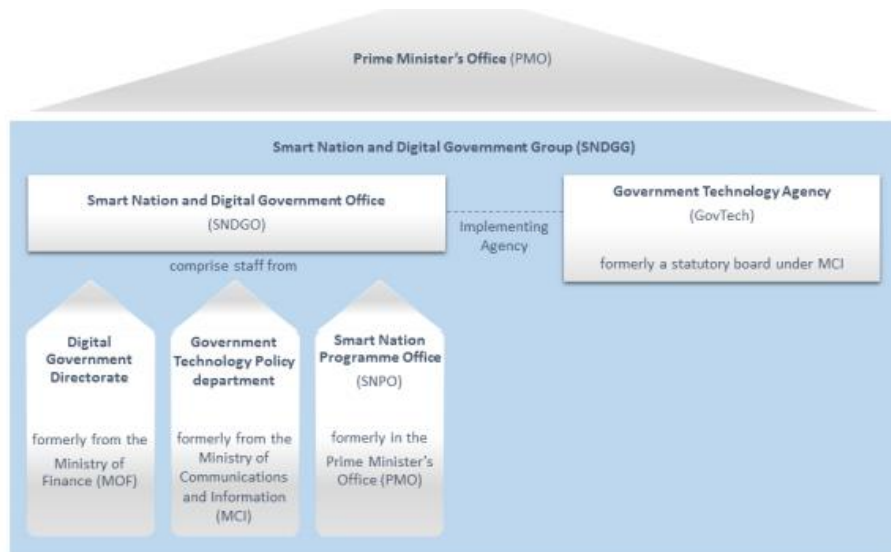 Prime Minister's Office (PMO)
Smart Nation and Digital Government Group (SNDGG)
Smart Nation and Digital Government Office
(SNDGO)
Implementing
Agency
Government Technology Agency
(GovTech)
formerly a statutory board under MCI
comprise staff from
Digital
Government
Directorate
formerly from the
Ministry of
Finance (MOF)
Government
Technology Policy
department
formerly from the
Ministry of
Communications
and Information
(MCI)
Smart Nation
Programme Office
(SNPO)
formerly in the
Prime Minister's
Office (PMO)